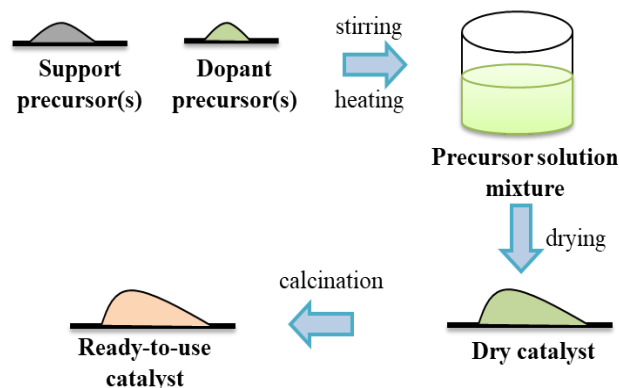 Support
precursor(s)
Dopant
precursor(s)
stirring
heating
Precursor solution
mixture
drying
Dry catalyst
calcination
Ready-to-use
catalyst